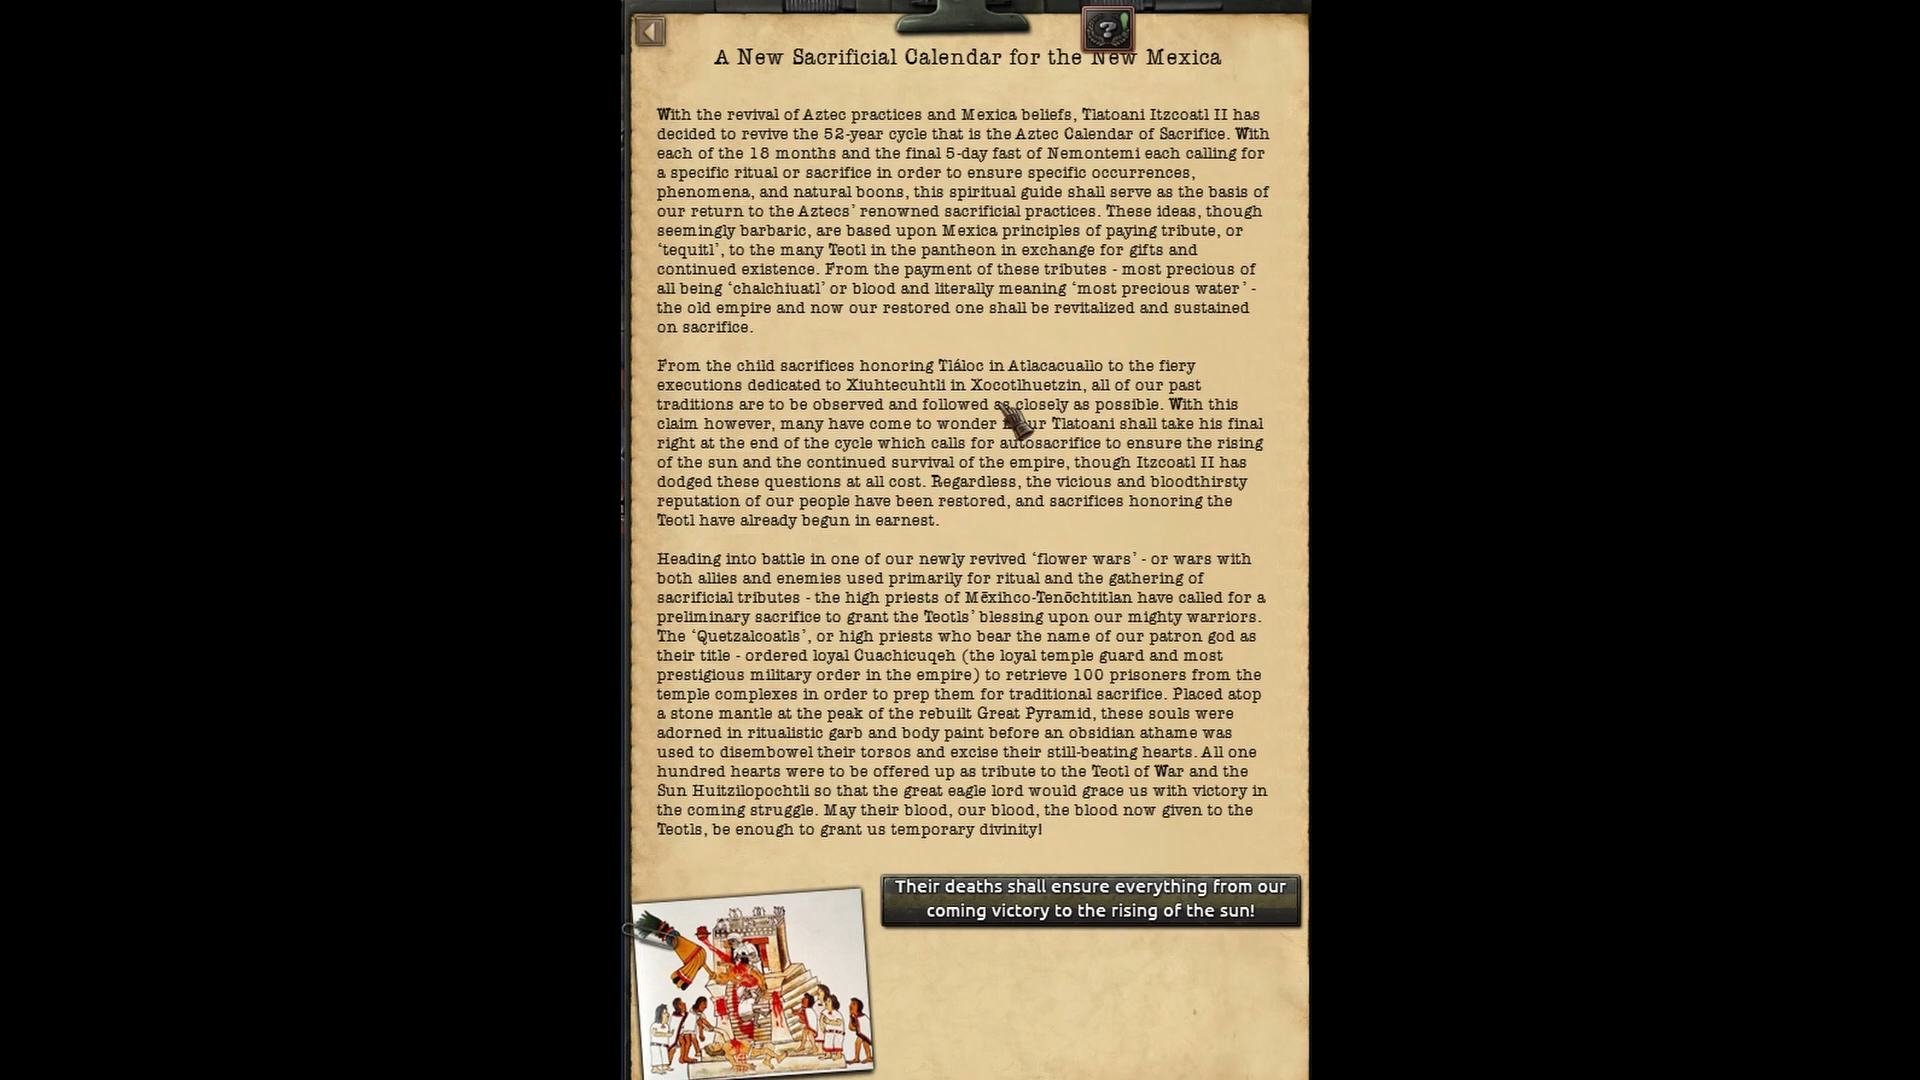 A New Sacrificial Calendar for the New Mexica
With the revival of Aztec practices and Mexica beliefs, Tlatoani Itzcoatl II has
decided to revive the 52-year cycle that is the Aztec Calendar of Sacrifice. With
each of the 18 months and the final 5-day fast of Nemontemi each calling for
a specific ritual or sacrifice in order to ensure specific occurrences,
phenomena, and natural boons, this spiritual guide shall serve as the basis of
our return to the Aztecs' renowned sacrificial practices. These ideas, though
seemingly barbaric, are based upon Mexica principles of paying tribute, or
'tequitl', to the many Teotl in the pantheon in exchange for gifts and
continued existence. From the payment of these tributes - most precious of
all being 'chalchiuatl' or blood and literally meaning 'most precious water' -
the old empire and now our restored one shall be revitalized and sustained
on sacrifice.
From the child sacrifices honoring Tláloc in Atlacacuallo to the fiery
executions dedicated to Xiuhtecuhtli in Xocotlhuetzin, all of our past
traditions are to be observed and followed as closely as possible. With this
claim however, many have come to wonder ur Tlatoani shall take his final
right at the end of the cycle which calls for autosacrifice to ensure the rising
of the sun and the continued survival of the empire, though Itzcoatl II has
dodged these questions at all cost. Regardless, the vicious and bloodthirsty
reputation of our people have been restored, and sacrifices honoring the
Teotl have already begun in earnest.
Heading into battle in one of our newly revived 'flower wars' - or wars with
both allies and enemies used primarily for ritual and the gathering of
sacrificial tributes - the high priests of Mēxihco-Tenōchtitlan have called for a
preliminary sacrifice to grant the Teotls' blessing upon our mighty warriors.
The 'Quetzalcoatls', or high priests who bear the name of our patron god as
their title - ordered loyal Cuachicuqeh (the loyal temple guard and most
prestigious military order in the empire) to retrieve 100 prisoners from the
temple complexes in order to prep them for traditional sacrifice. Placed atop
a stone mantle at the peak of the rebuilt Great Pyramid, these souls were
adorned in ritualistic garb and body paint before an obsidian athame was
used to disembowel their torsos and excise their still-beating hearts. All one
hundred hearts were to be offered up as tribute to the Teotl of War and the
Sun Huitzilopochtli so that the great eagle lord would grace us with victory in
the coming struggle. May their blood, our blood, the blood now given to the
Teotls, be enough to grant us temporary divinity!
Their deaths shall ensure everything from our
coming victory to the rising of the sun!